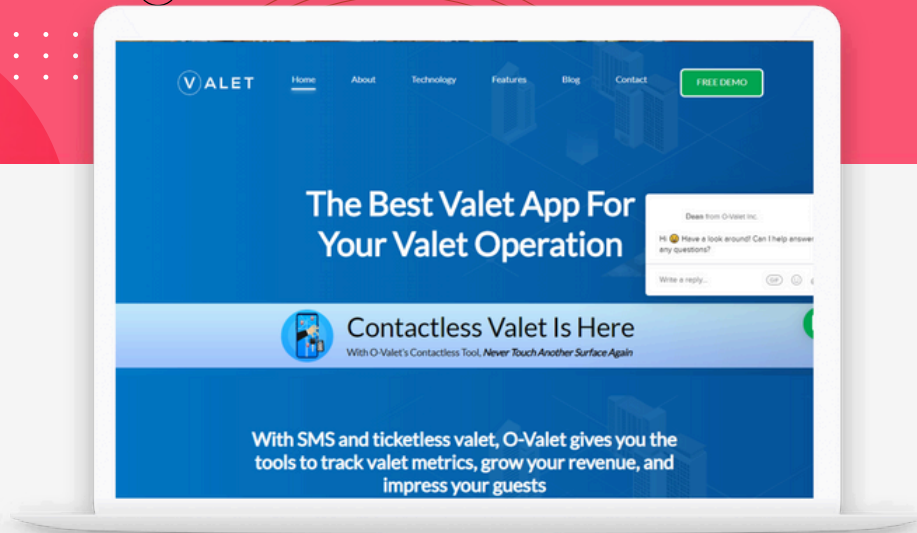 VALET
Home About Technology Features Blog Contact FREE DEMO
The Best Valet App For
Your Valet Operation
Dean from O-Valet Inc.
Hi 😄 Have a look around! Can I help answer
any questions?
Write a reply...
GIF
Contactless Valet Is Here
With O-Valet's Contactless Tool, Never Touch Another Surface Again
With SMS and ticketless valet, O-Valet gives you the
tools to track valet metrics, grow your revenue, and
impress your guests